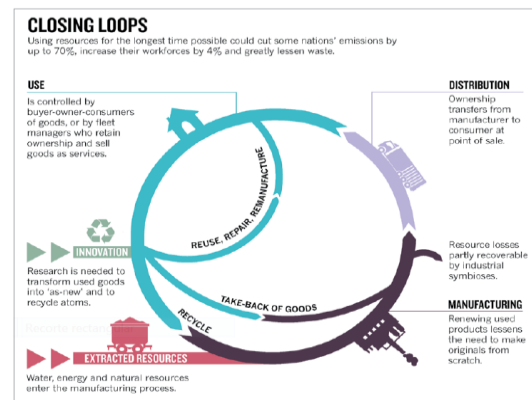 CLOSING LOOPS
Using resources for the longest time possible could cut some nations' emissions by
up to 70%, increase their workforces by 4% and greatly lessen waste.
USE
Is controlled by
buyer-owner-consumers
of goods, or by fleet
managers who retain
ownership and sell
goods as services.
DISTRIBUTION
Ownership
transfers from
manufacturer to
consumer at
point of sale.
REUSE, REPAIR, REMANUFACTURE
INNOVATION
Research is needed to
transform used goods
into 'as-new' and to
recycle atoms.
Resource losses
partly recoverable
by industrial
symbioses.
TAKE-BACK OF GOODS
RECYCLE
MANUFACTURING
Renewing used
products lessens
the need to make
originals from
scratch.
EXTRACTED RESOURCES
Water, energy and natural resources
enter the manufacturing process.